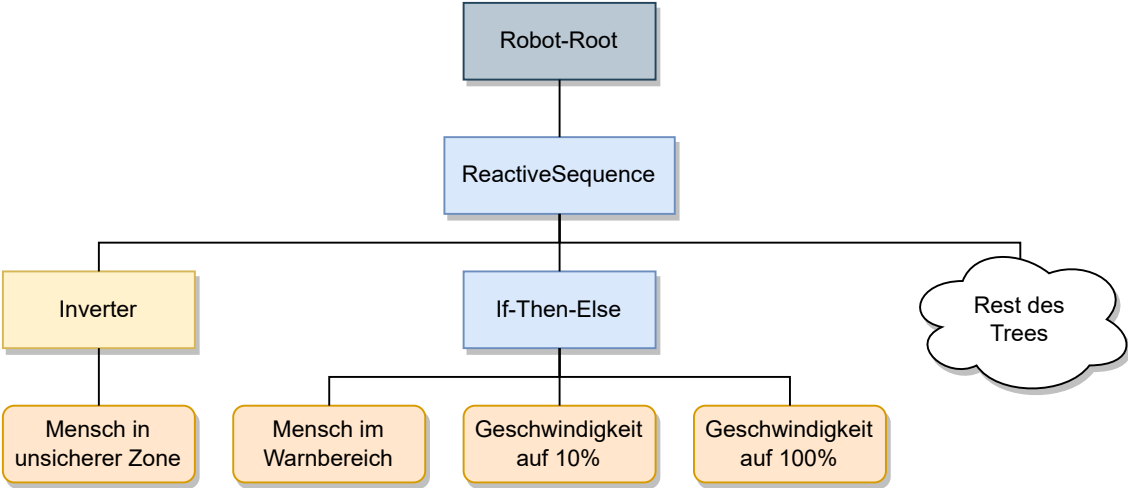 Robot-Root
ReactiveSequence
Inverter
If-Then-Else
Rest des
Trees
Mensch in
unsicherer Zone
Mensch im
Warnbereich
Geschwindigkeit
auf 10%
Geschwindigkeit
auf 100%